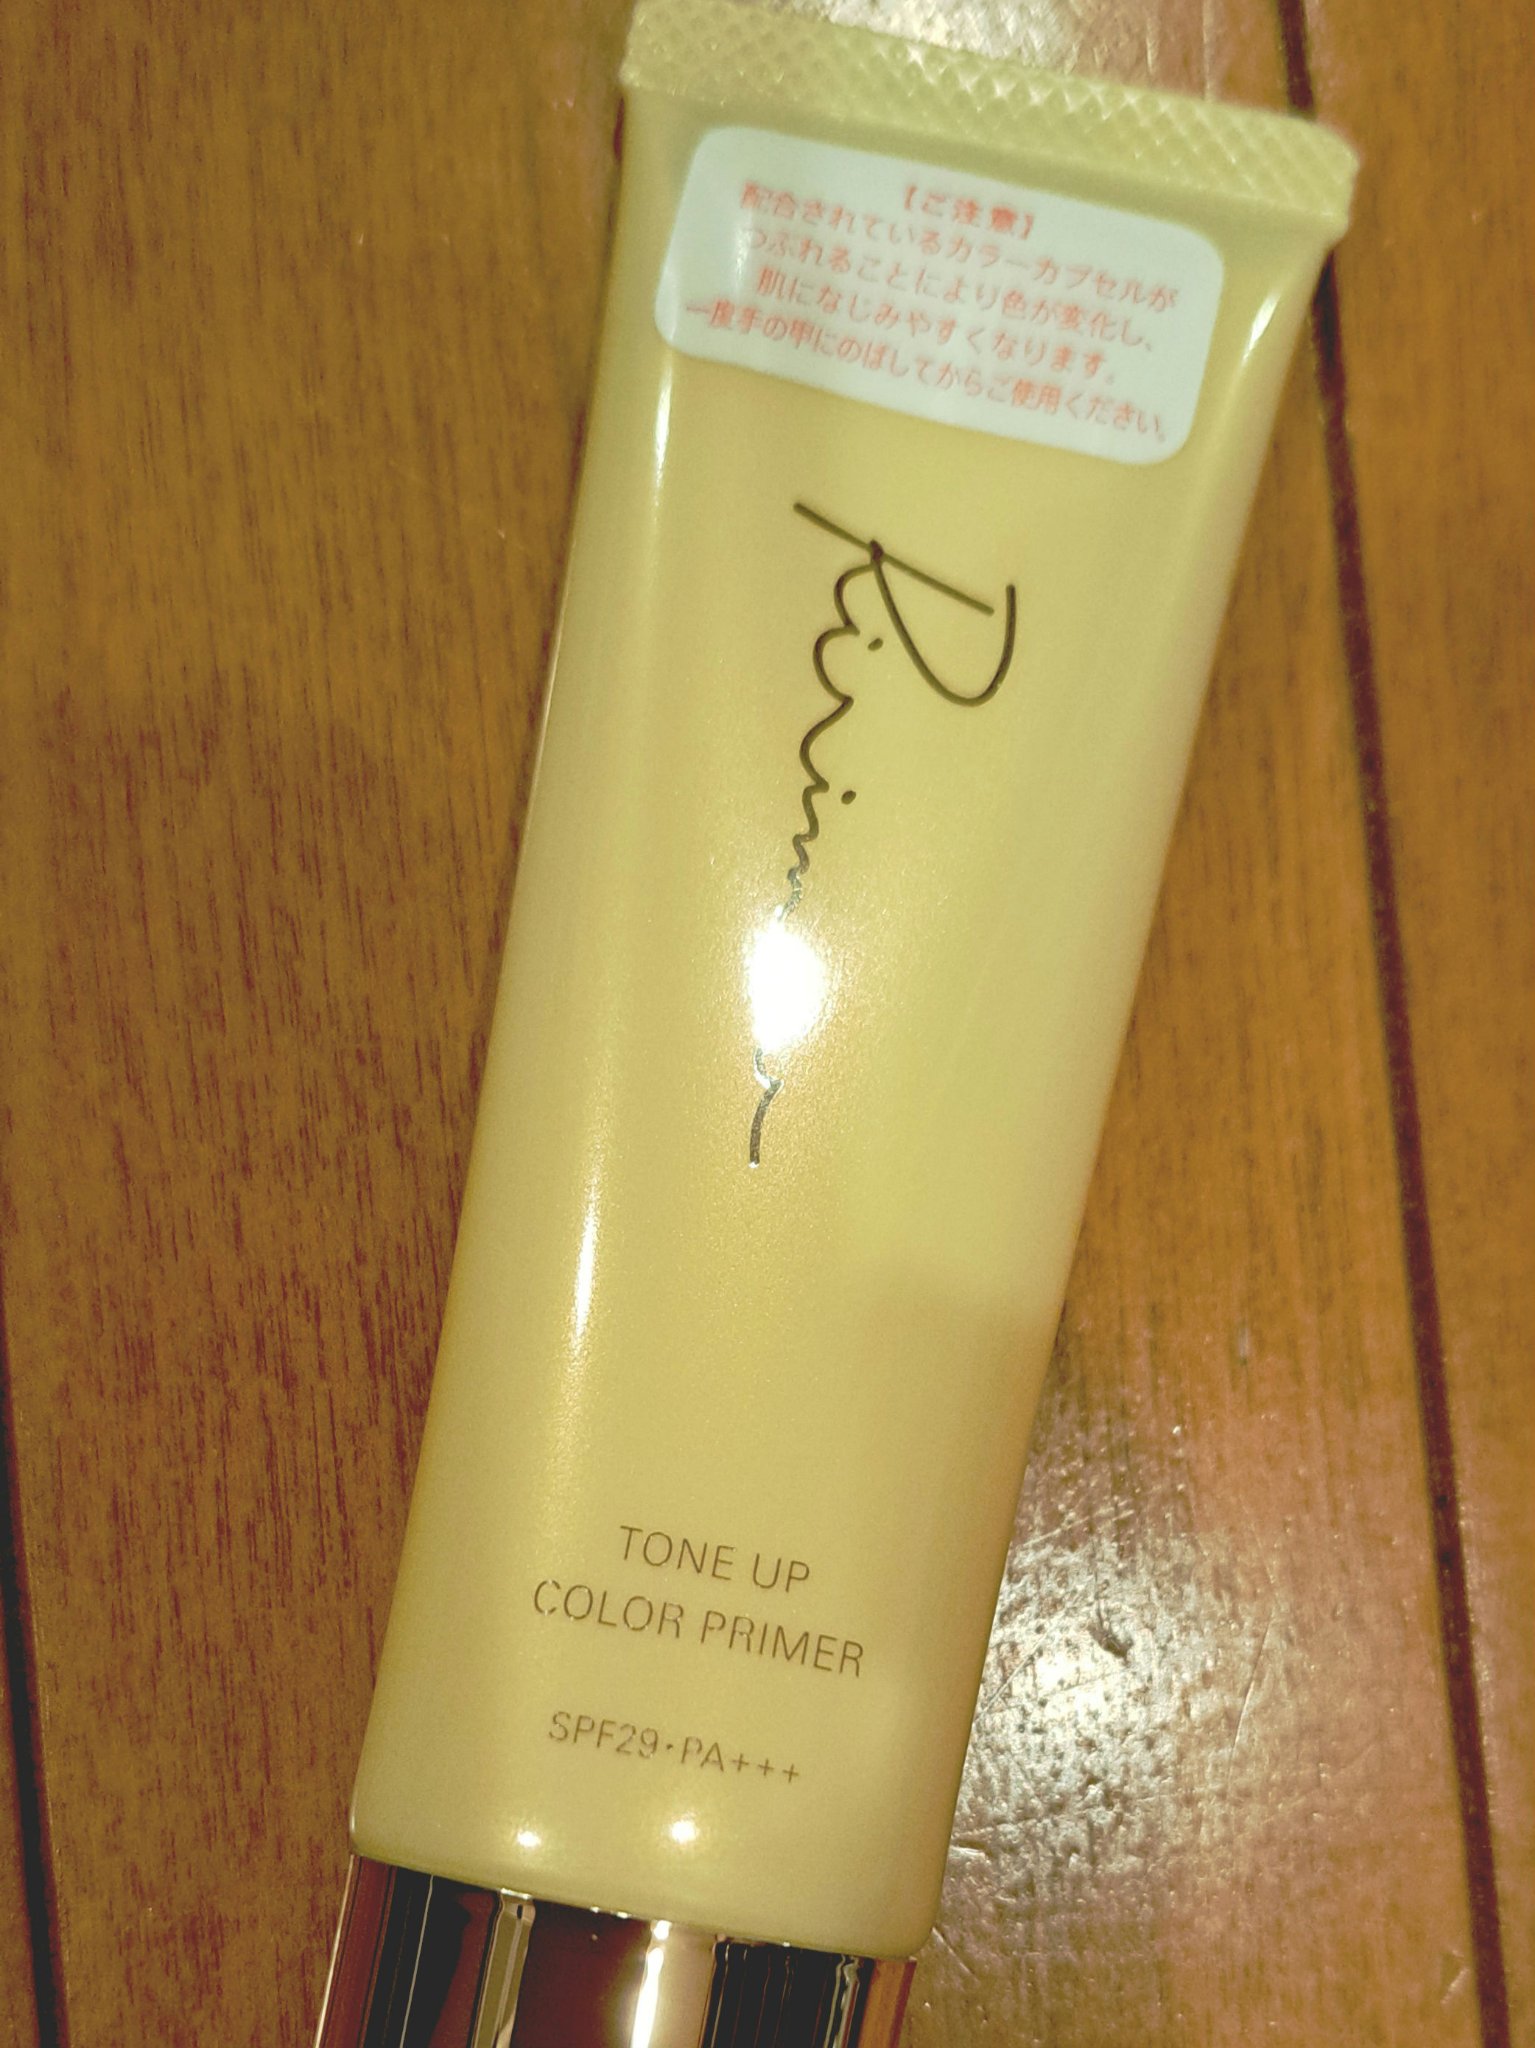 【ご注意】
配合されているカラーカプセルが
つぶれることにより色が変化し、
肌になじみやすくなります。
一度手の甲にのばしてからご使用ください。
TONE UP
COLOR PRIMER
SPF29・PA+++